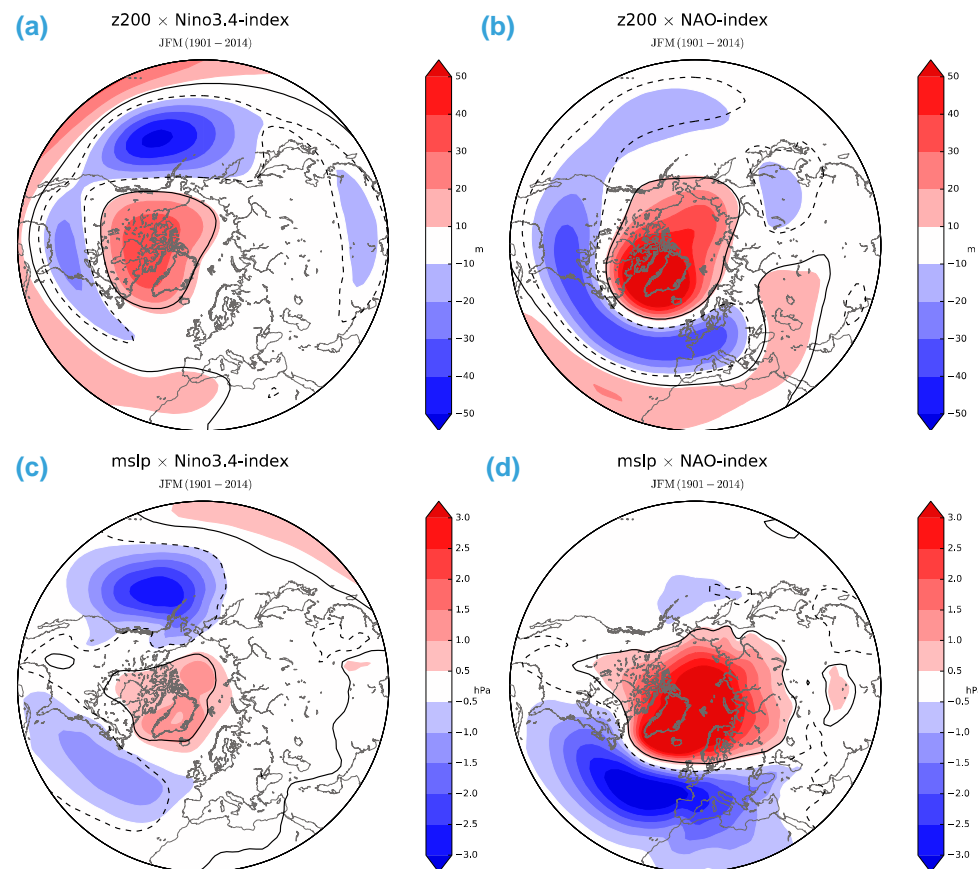 (a)
z200 × Nino3.4-index
JFM (1901 − 2014)
50
40
30
20
10
m
−10
−20
−30
−40
−50
(b)
z200 × NAO-index
JFM (1901 − 2014)
50
40
30
20
10
m
−10
−20
−30
−40
−50
(c)
mslp × Nino3.4-index
JFM (1901 − 2014)
3.0
2.5
2.0
1.5
1.0
0.5
hPa
−0.5
−1.0
−1.5
−2.0
−2.5
−3.0
(d)
mslp × NAO-index
JFM (1901 − 2014)
3.0
2.5
2.0
1.5
1.0
0.5
hP
−0.5
−1.0
−1.5
−2.0
−2.5
−3.0